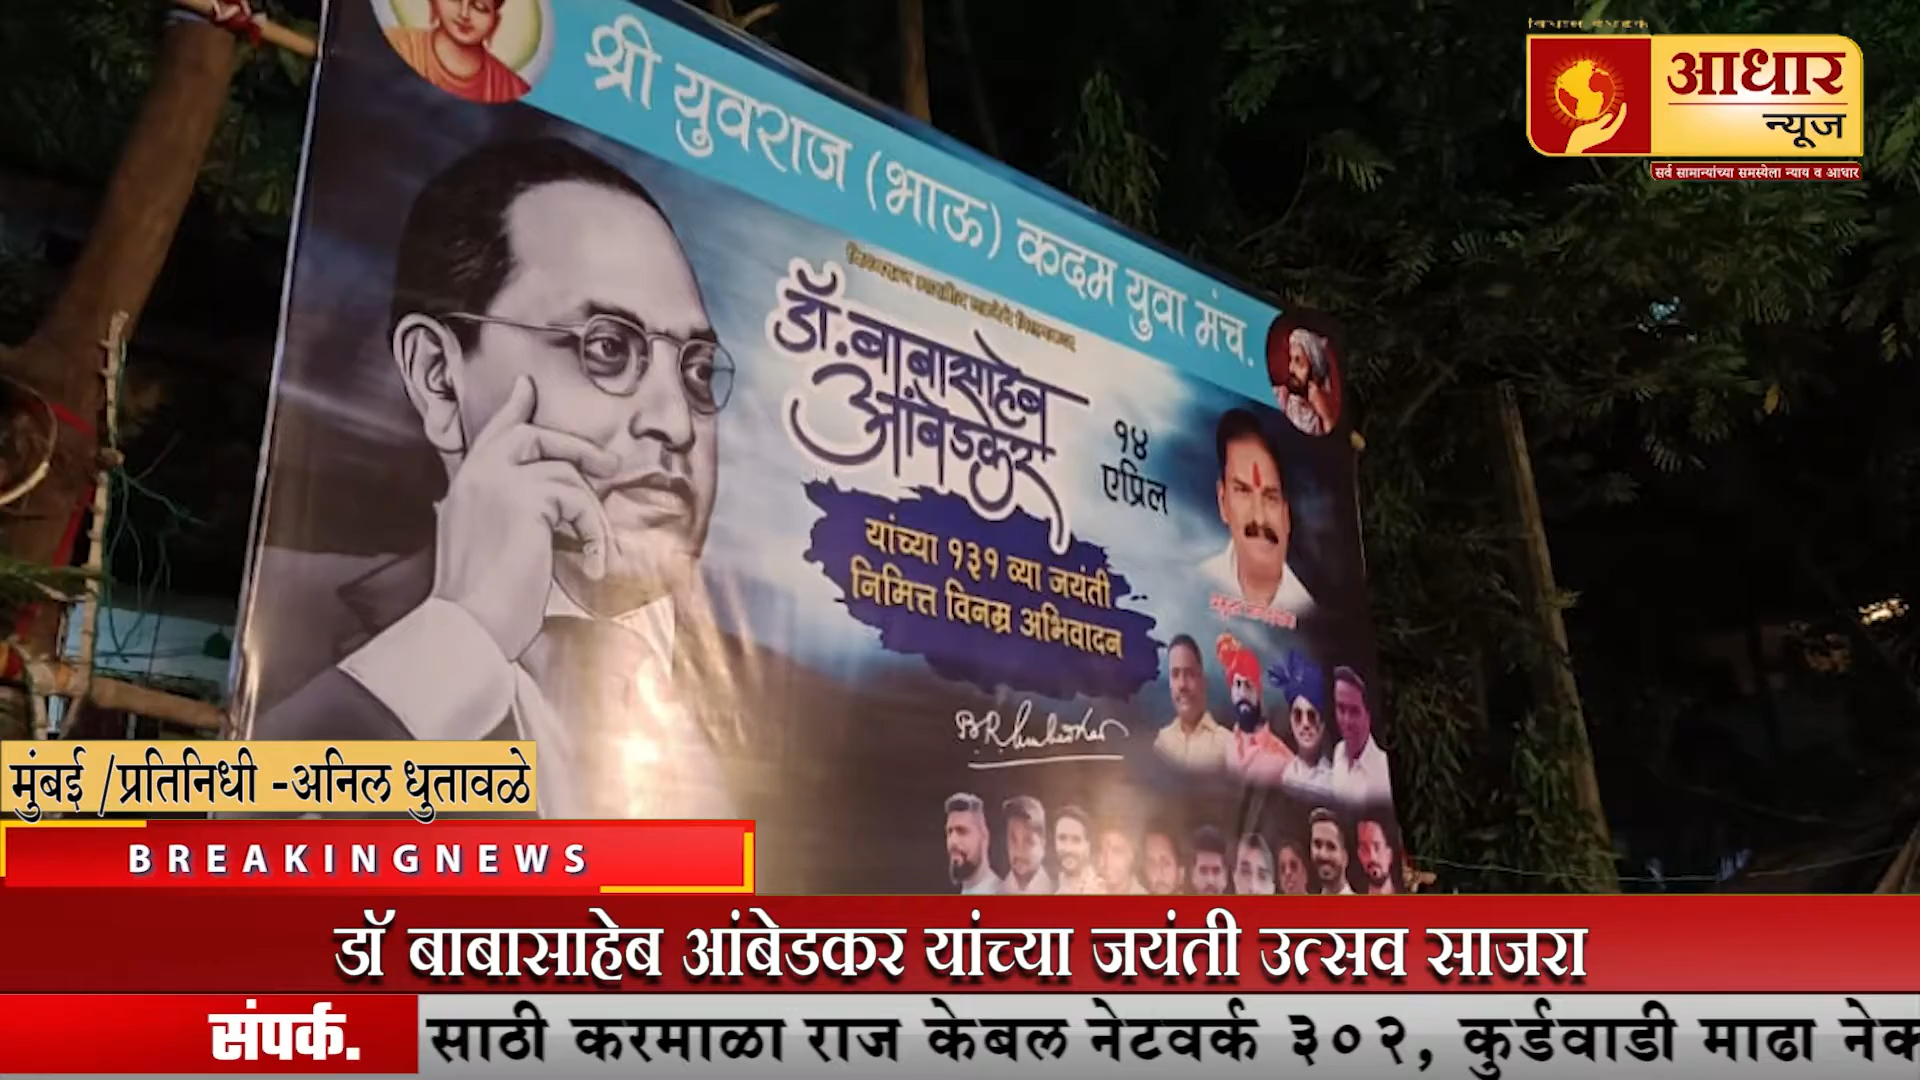 आधार
न्यूज
सर्व सामान्यांच्या समस्येला न्याय व आधार
श्री युवराज (भाऊ) कदम युवा मंच.
डॉ. बाबासाहेब
आंबेडकर
१४
एप्रिल
यांच्या १३१ व्या जयंती
निमित्त विनम्र अभिवादन
मुंबई /प्रतिनिधी -अनिल धुतावळे
BREAKINGNEWS
डॉ बाबासाहेब आंबेडकर यांच्या जयंती उत्सव साजरा
संपर्क.
साठी करमाळा राज केबल नेटवर्क ३०२, कुर्डवाडी माढा